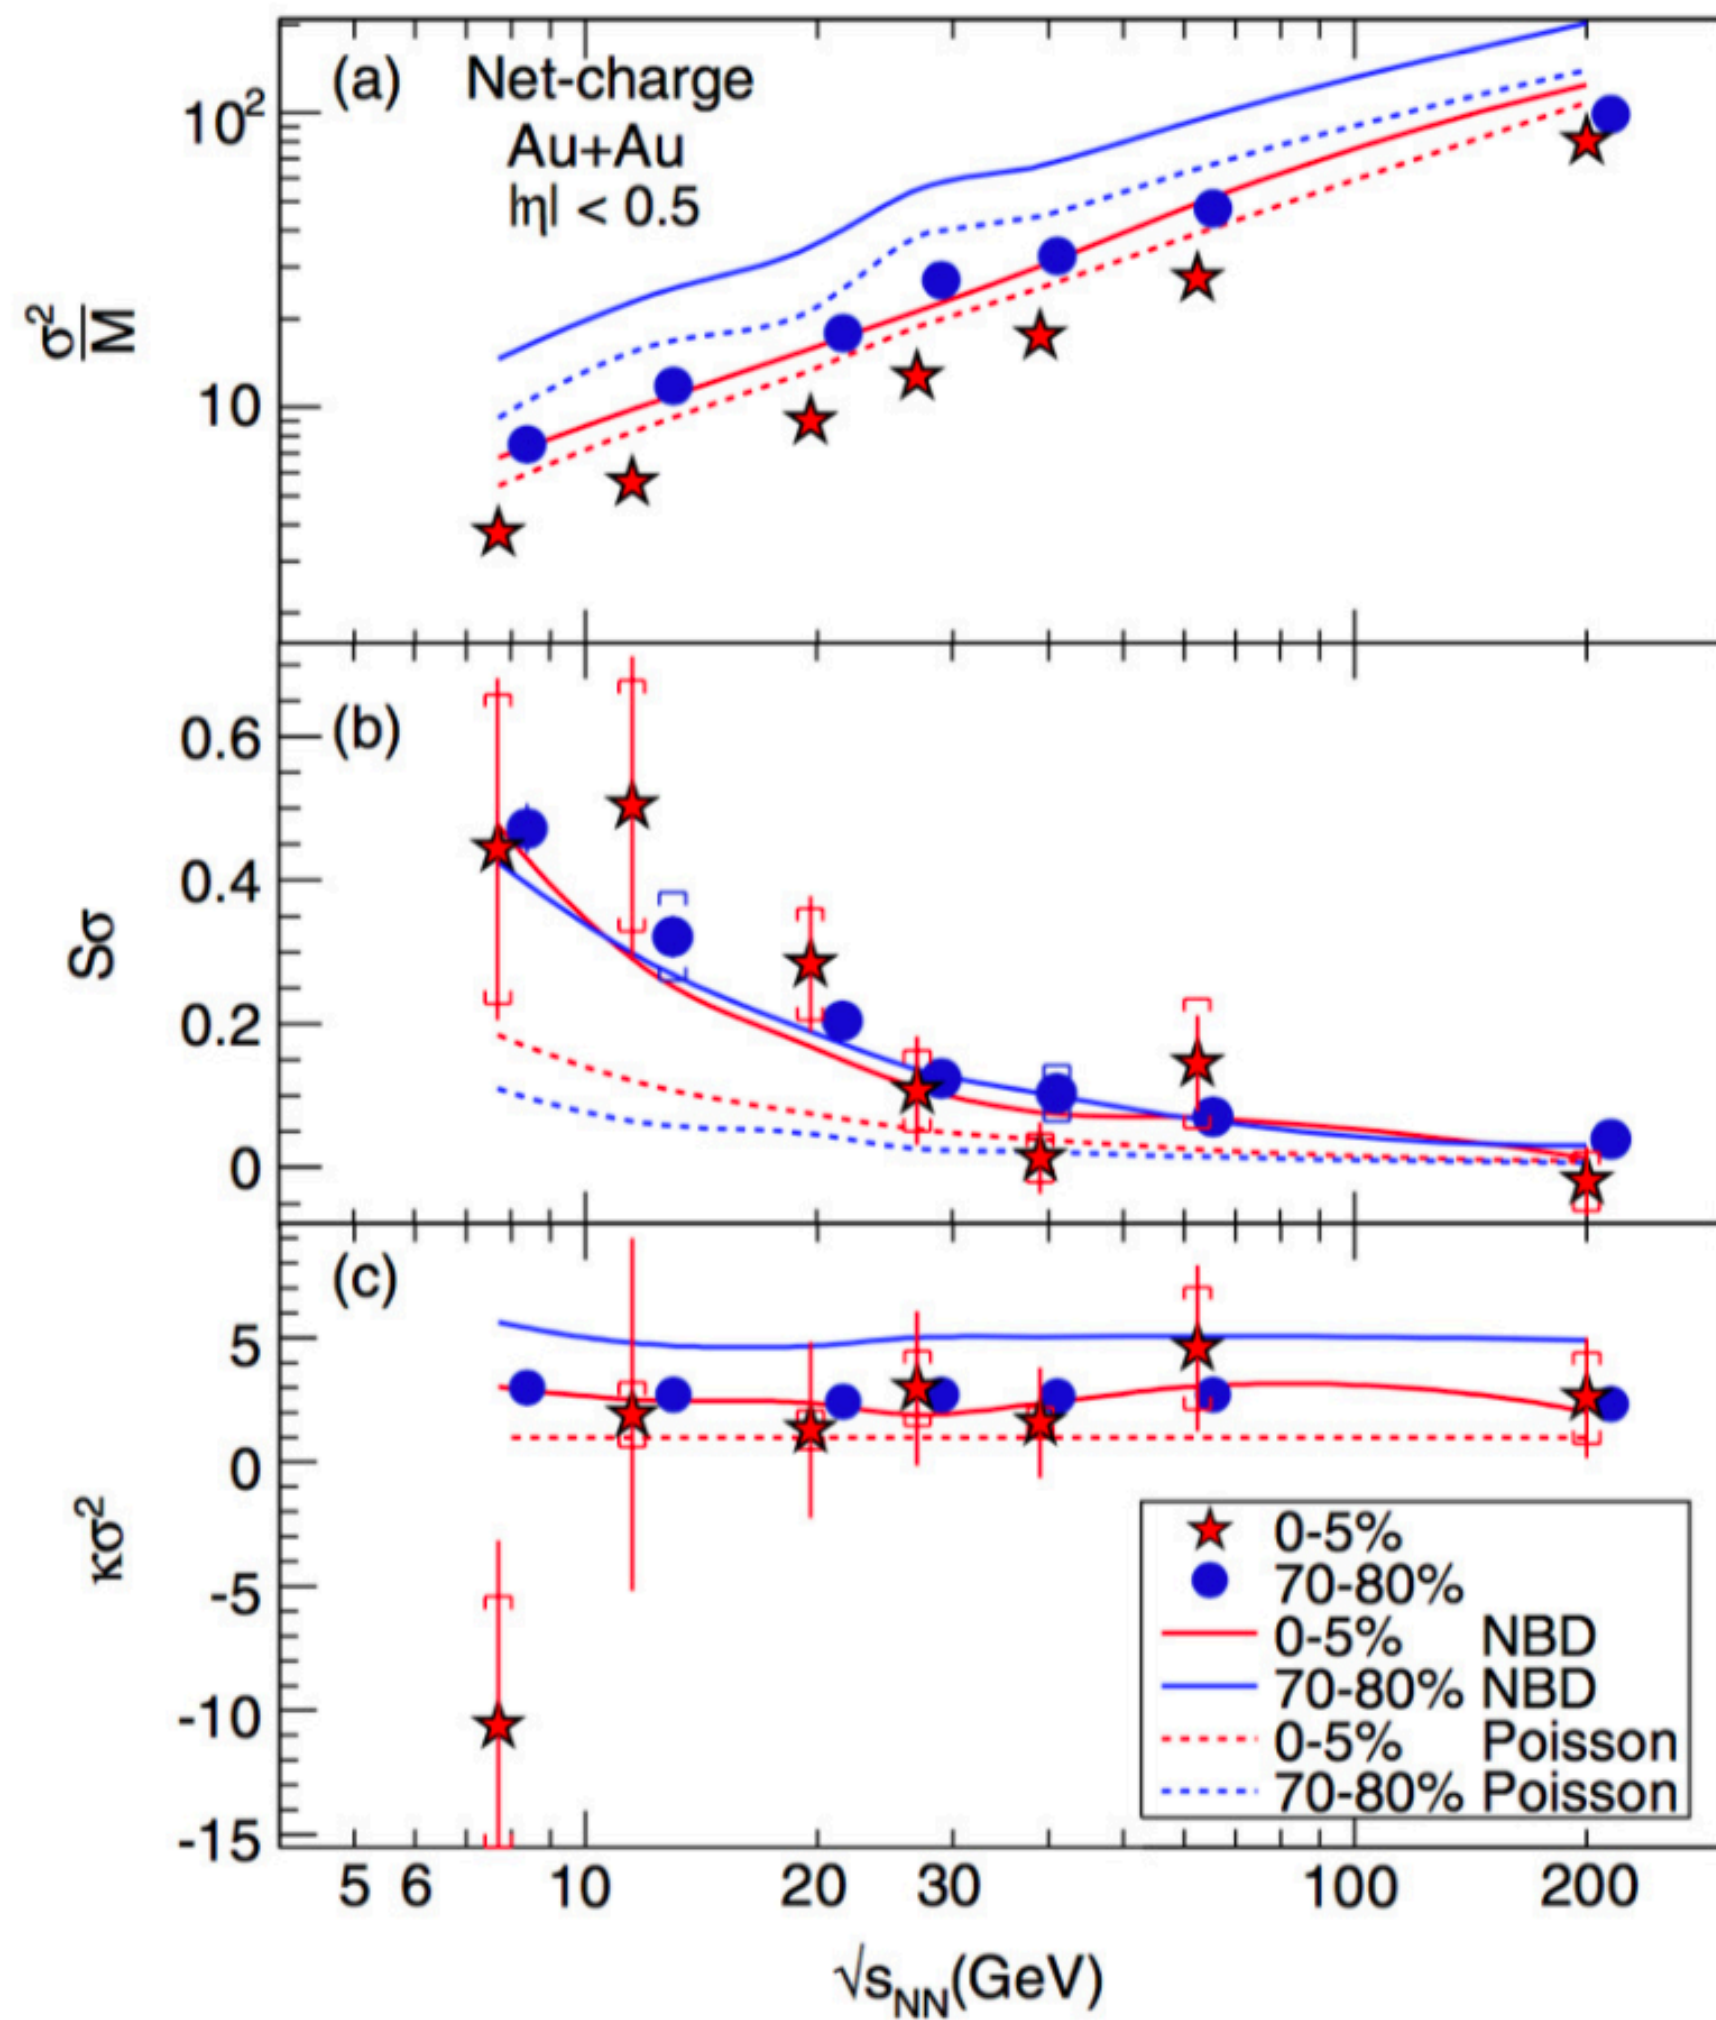 (a) Net-charge
Au+Au
|η| < 0.5
10²
10
σ²/M
(b)
0.6
0.4
0.2
0
Sσ
(c)
5
0
-5
-10
-15
κσ²
0-5%
70-80%
0-5% NBD
70-80% NBD
0-5% Poisson
70-80% Poisson
5 6 10 20 30 100 200
√sNN(GeV)